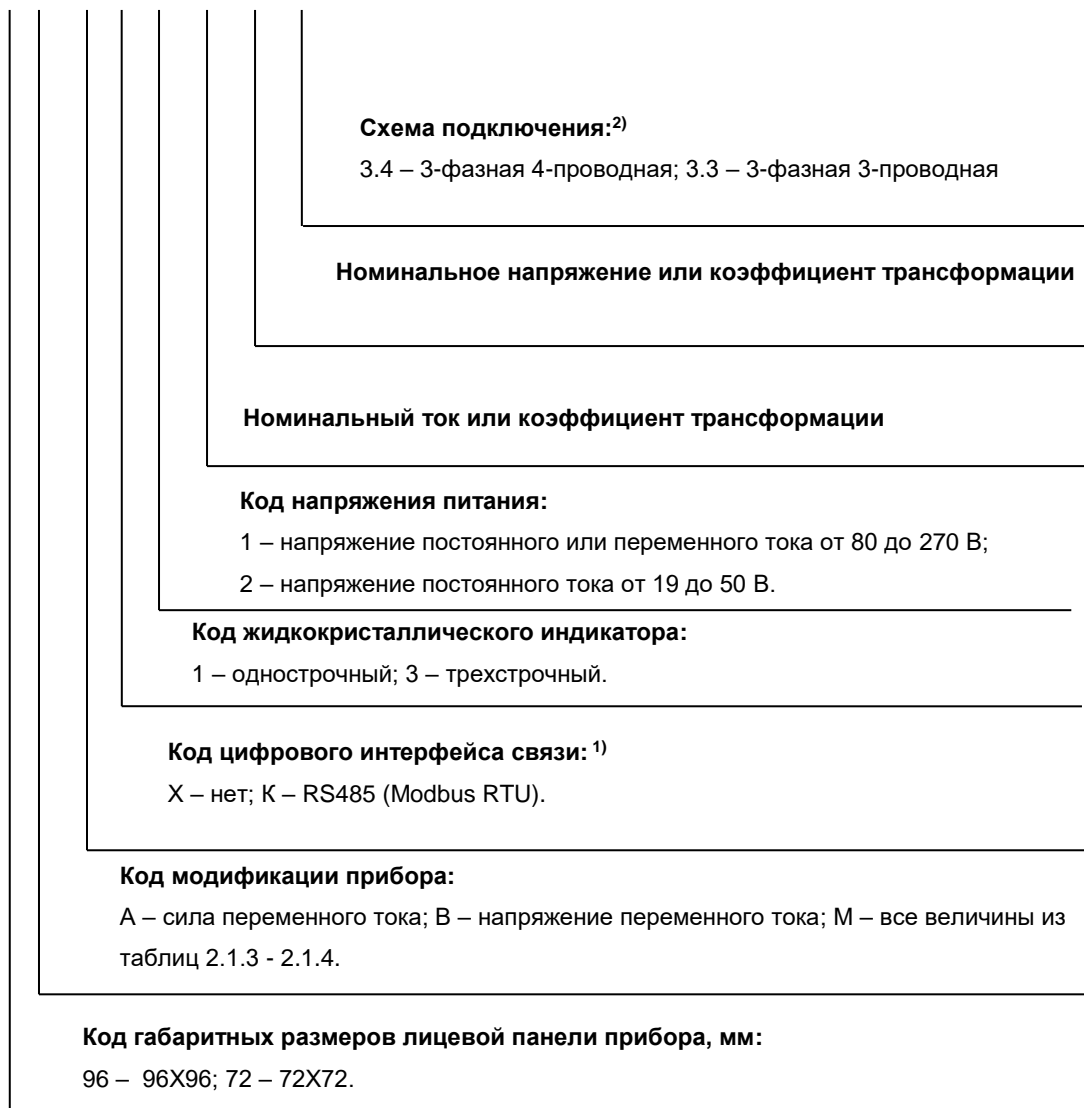 Схема подключения:2)
3.4 – 3-фазная 4-проводная; 3.3 – 3-фазная 3-проводная
Номинальное напряжение или коэффициент трансформации
Номинальный ток или коэффициент трансформации
Код напряжения питания:
1 – напряжение постоянного или переменного тока от 80 до 270 В;
2 – напряжение постоянного тока от 19 до 50 В.
Код жидкокристаллического индикатора:
1 – однострочный; 3 – трехстрочный.
Код цифрового интерфейса связи: 1)
Х – нет; К – RS485 (Modbus RTU).
Код модификации прибора:
А – сила переменного тока; В – напряжение переменного тока; М – все величины из
таблиц 2.1.3 - 2.1.4.
Код габаритных размеров лицевой панели прибора, мм:
96 – 96Х96; 72 – 72Х72.